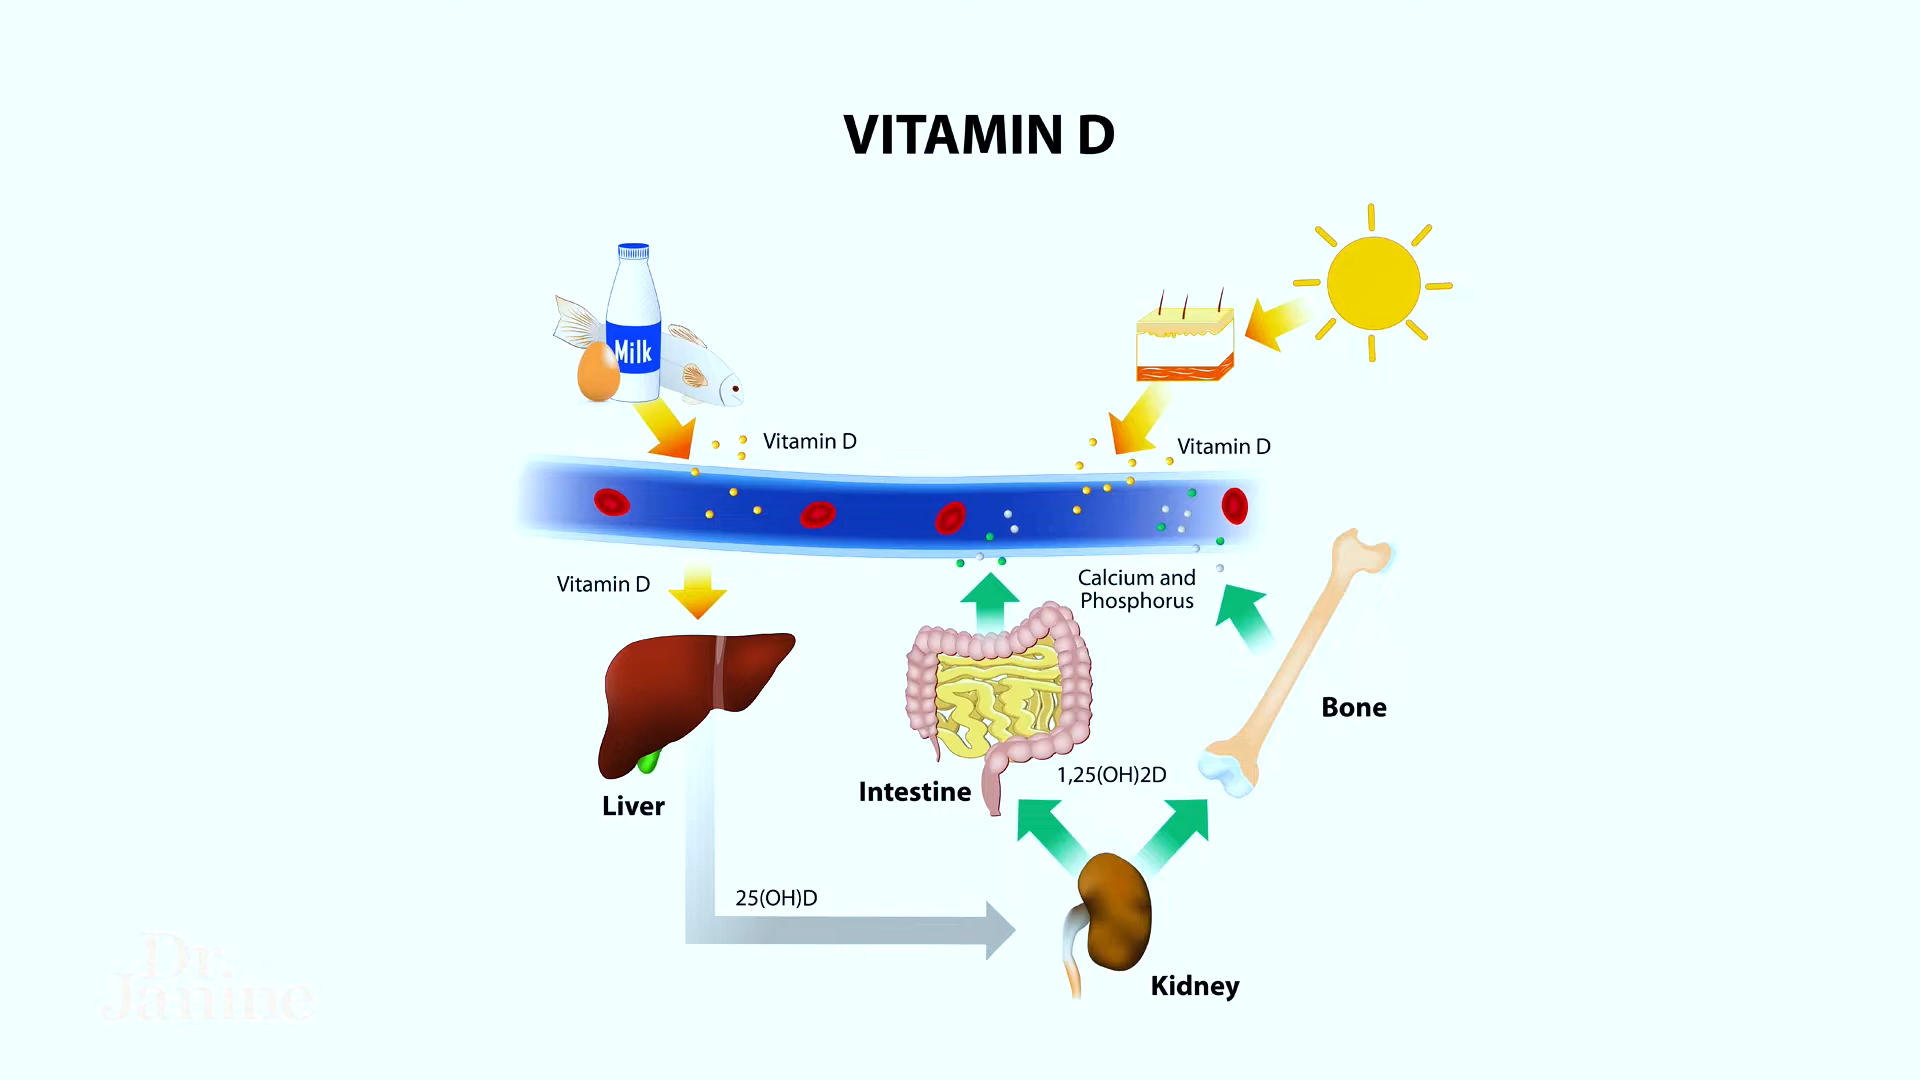 VITAMIN D
Milk
Vitamin D
Vitamin D
Vitamin D
Calcium and
Phosphorus
Bone
1,25(OH)2D
Intestine
Liver
25(OH)D
Kidney
Dr.
Janine